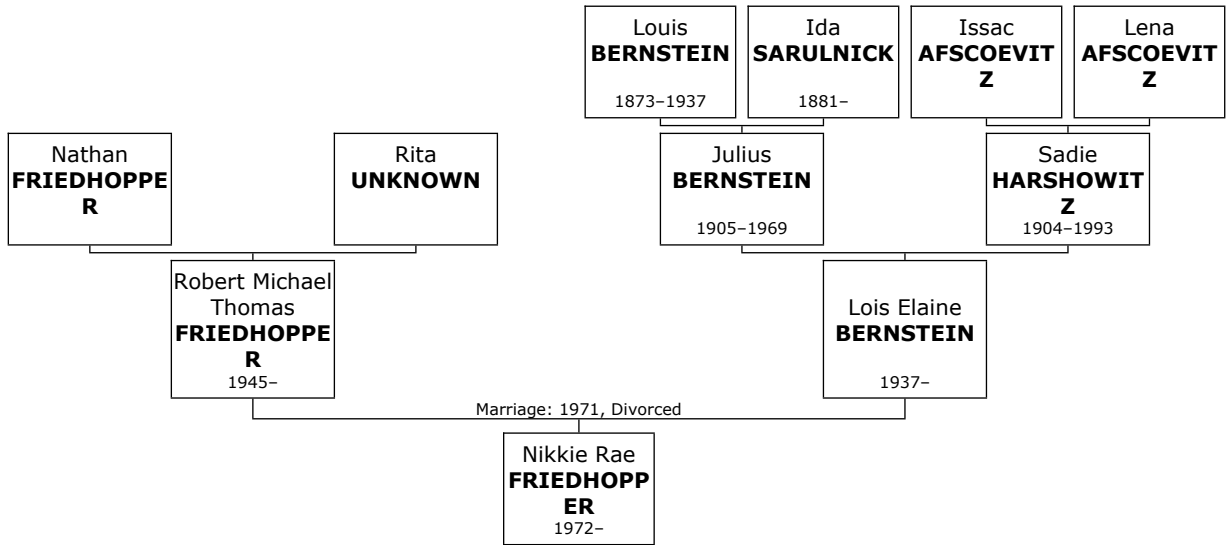 Louis
BERNSTEIN
1873–1937
Ida
SARULNICK
1881–
Issac
AFSCOEVIT
Z
Lena
AFSCOEVIT
Z
Nathan
FRIEDHOPPE
R
Rita
UNKNOWN
Julius
BERNSTEIN
1905–1969
Sadie
HARSHOWIT
Z
1904–1993
Robert Michael
Thomas
FRIEDHOPPE
R
1945–
Lois Elaine
BERNSTEIN
1937–
Marriage: 1971, Divorced
Nikkie Rae
FRIEDHOPP
ER
1972–